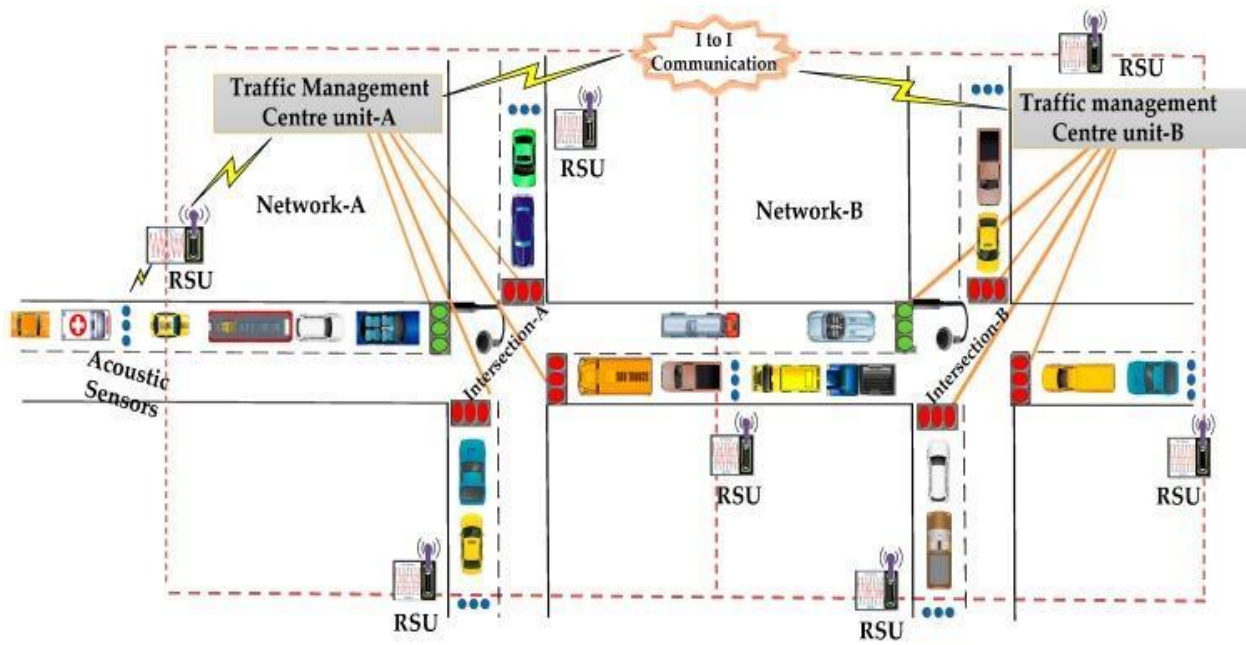 I to I
Communication
RSU
Traffic Management
Centre unit-A
Traffic management
Centre unit-B
RSU
Network-A
Network-B
RSU
Intersection-A
Intersection-B
Acoustic
Sensors
RSU
RSU
RSU
RSU